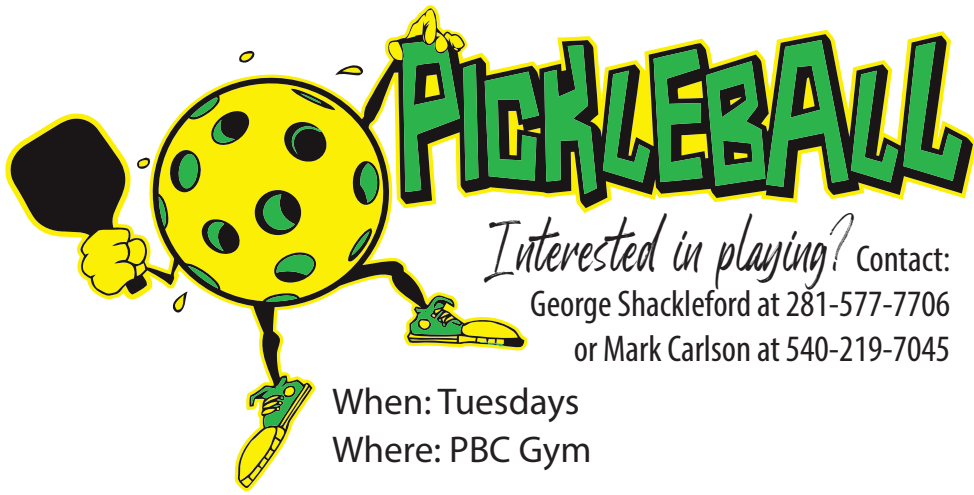 PICKLEBALL
Interested in playing? Contact:
George Shackleford at 281-577-7706
or Mark Carlson at 540-219-7045
When: Tuesdays
Where: PBC Gym